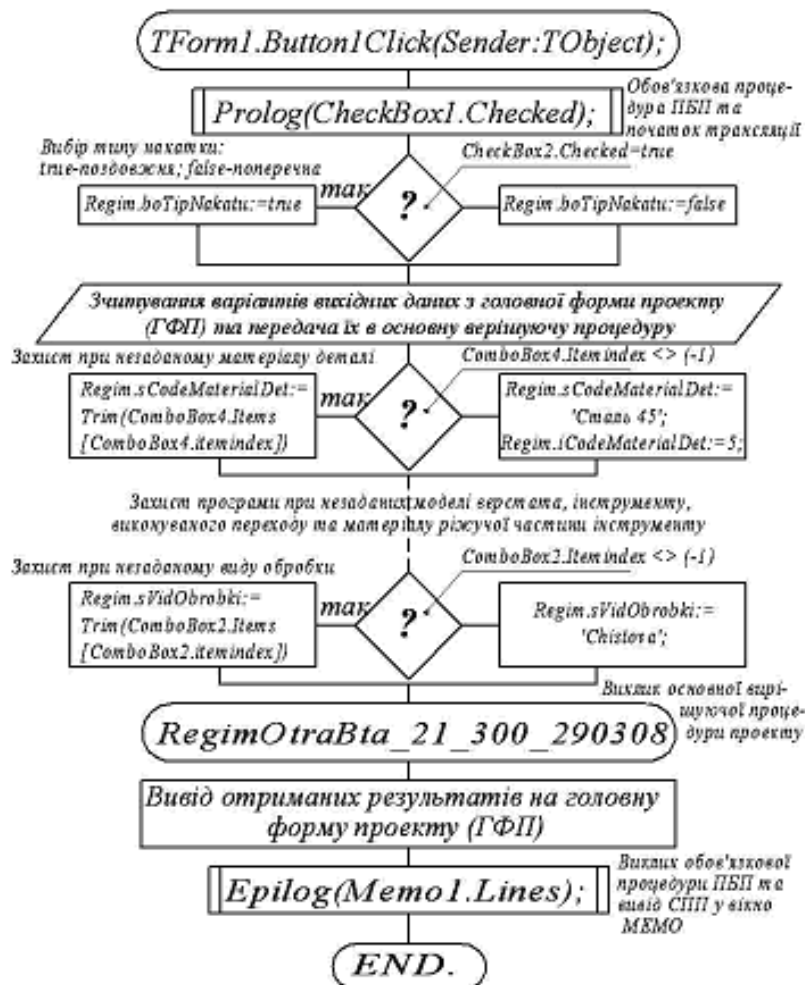 TForm1.Button1Click(Sender:TObject);
Prolog(CheckBox1.Checked);
Обов'язкова проце-
дура ПБП та
початок трансляції
Вибір типу накатки:
true-поздовжня; false-поперечна
CheckBox2.Checked=true
так
?
Regim.boTipNakatu:=true
Regim.boTipNakatu:=false
Зчитування варіантів вихідних даних з головної форми проекту
(ГФП) та передача їх в основну верішуючу процедуру
Захист при незаданому матеріалу деталі
ComboBox4.Itemindex <> (-1)
Regim.sCodeMaterialDet:=
Trim(ComboBox4.Items
[ComboBox4.itemindex])
так
?
Regim.sCodeMaterialDet:=
'Сталь 45';
Regim.iCodeMaterialDet:=5;
Захист програми при незаданих моделі верстата, інструменту,
виконуваного переходу та матеріалу ріжучої частини інструменту
Захист при незаданому виду обробки
ComboBox2.Itemindex <> (-1)
Regim.sVidObrobki:=
Trim(ComboBox2.Items
[ComboBox2.itemindex])
так
?
Regim.sVidObrobki:=
'Chistova';
Виклик основної вирі-
шуючої проце-
дури проекту
RegimOtraBta_21_300_290308
Вивід отриманих результатів на головну
форму проекту (ГФП)
Epilog(Memo1.Lines);
Виклик обов'язкової
процедури ПБП та
вивід СПП у вікно
МЕМО
END.